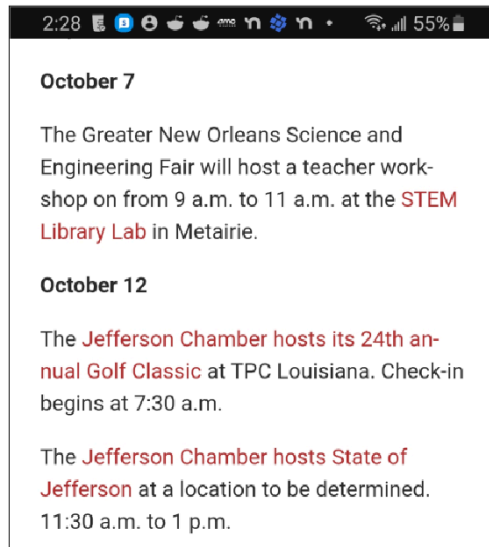 2:28 55%
October 7
The Greater New Orleans Science and
Engineering Fair will host a teacher work-
shop on from 9 a.m. to 11 a.m. at the STEM
Library Lab in Metairie.
October 12
The Jefferson Chamber hosts its 24th an-
nual Golf Classic at TPC Louisiana. Check-in
begins at 7:30 a.m.
The Jefferson Chamber hosts State of
Jefferson at a location to be determined.
11:30 a.m. to 1 p.m.